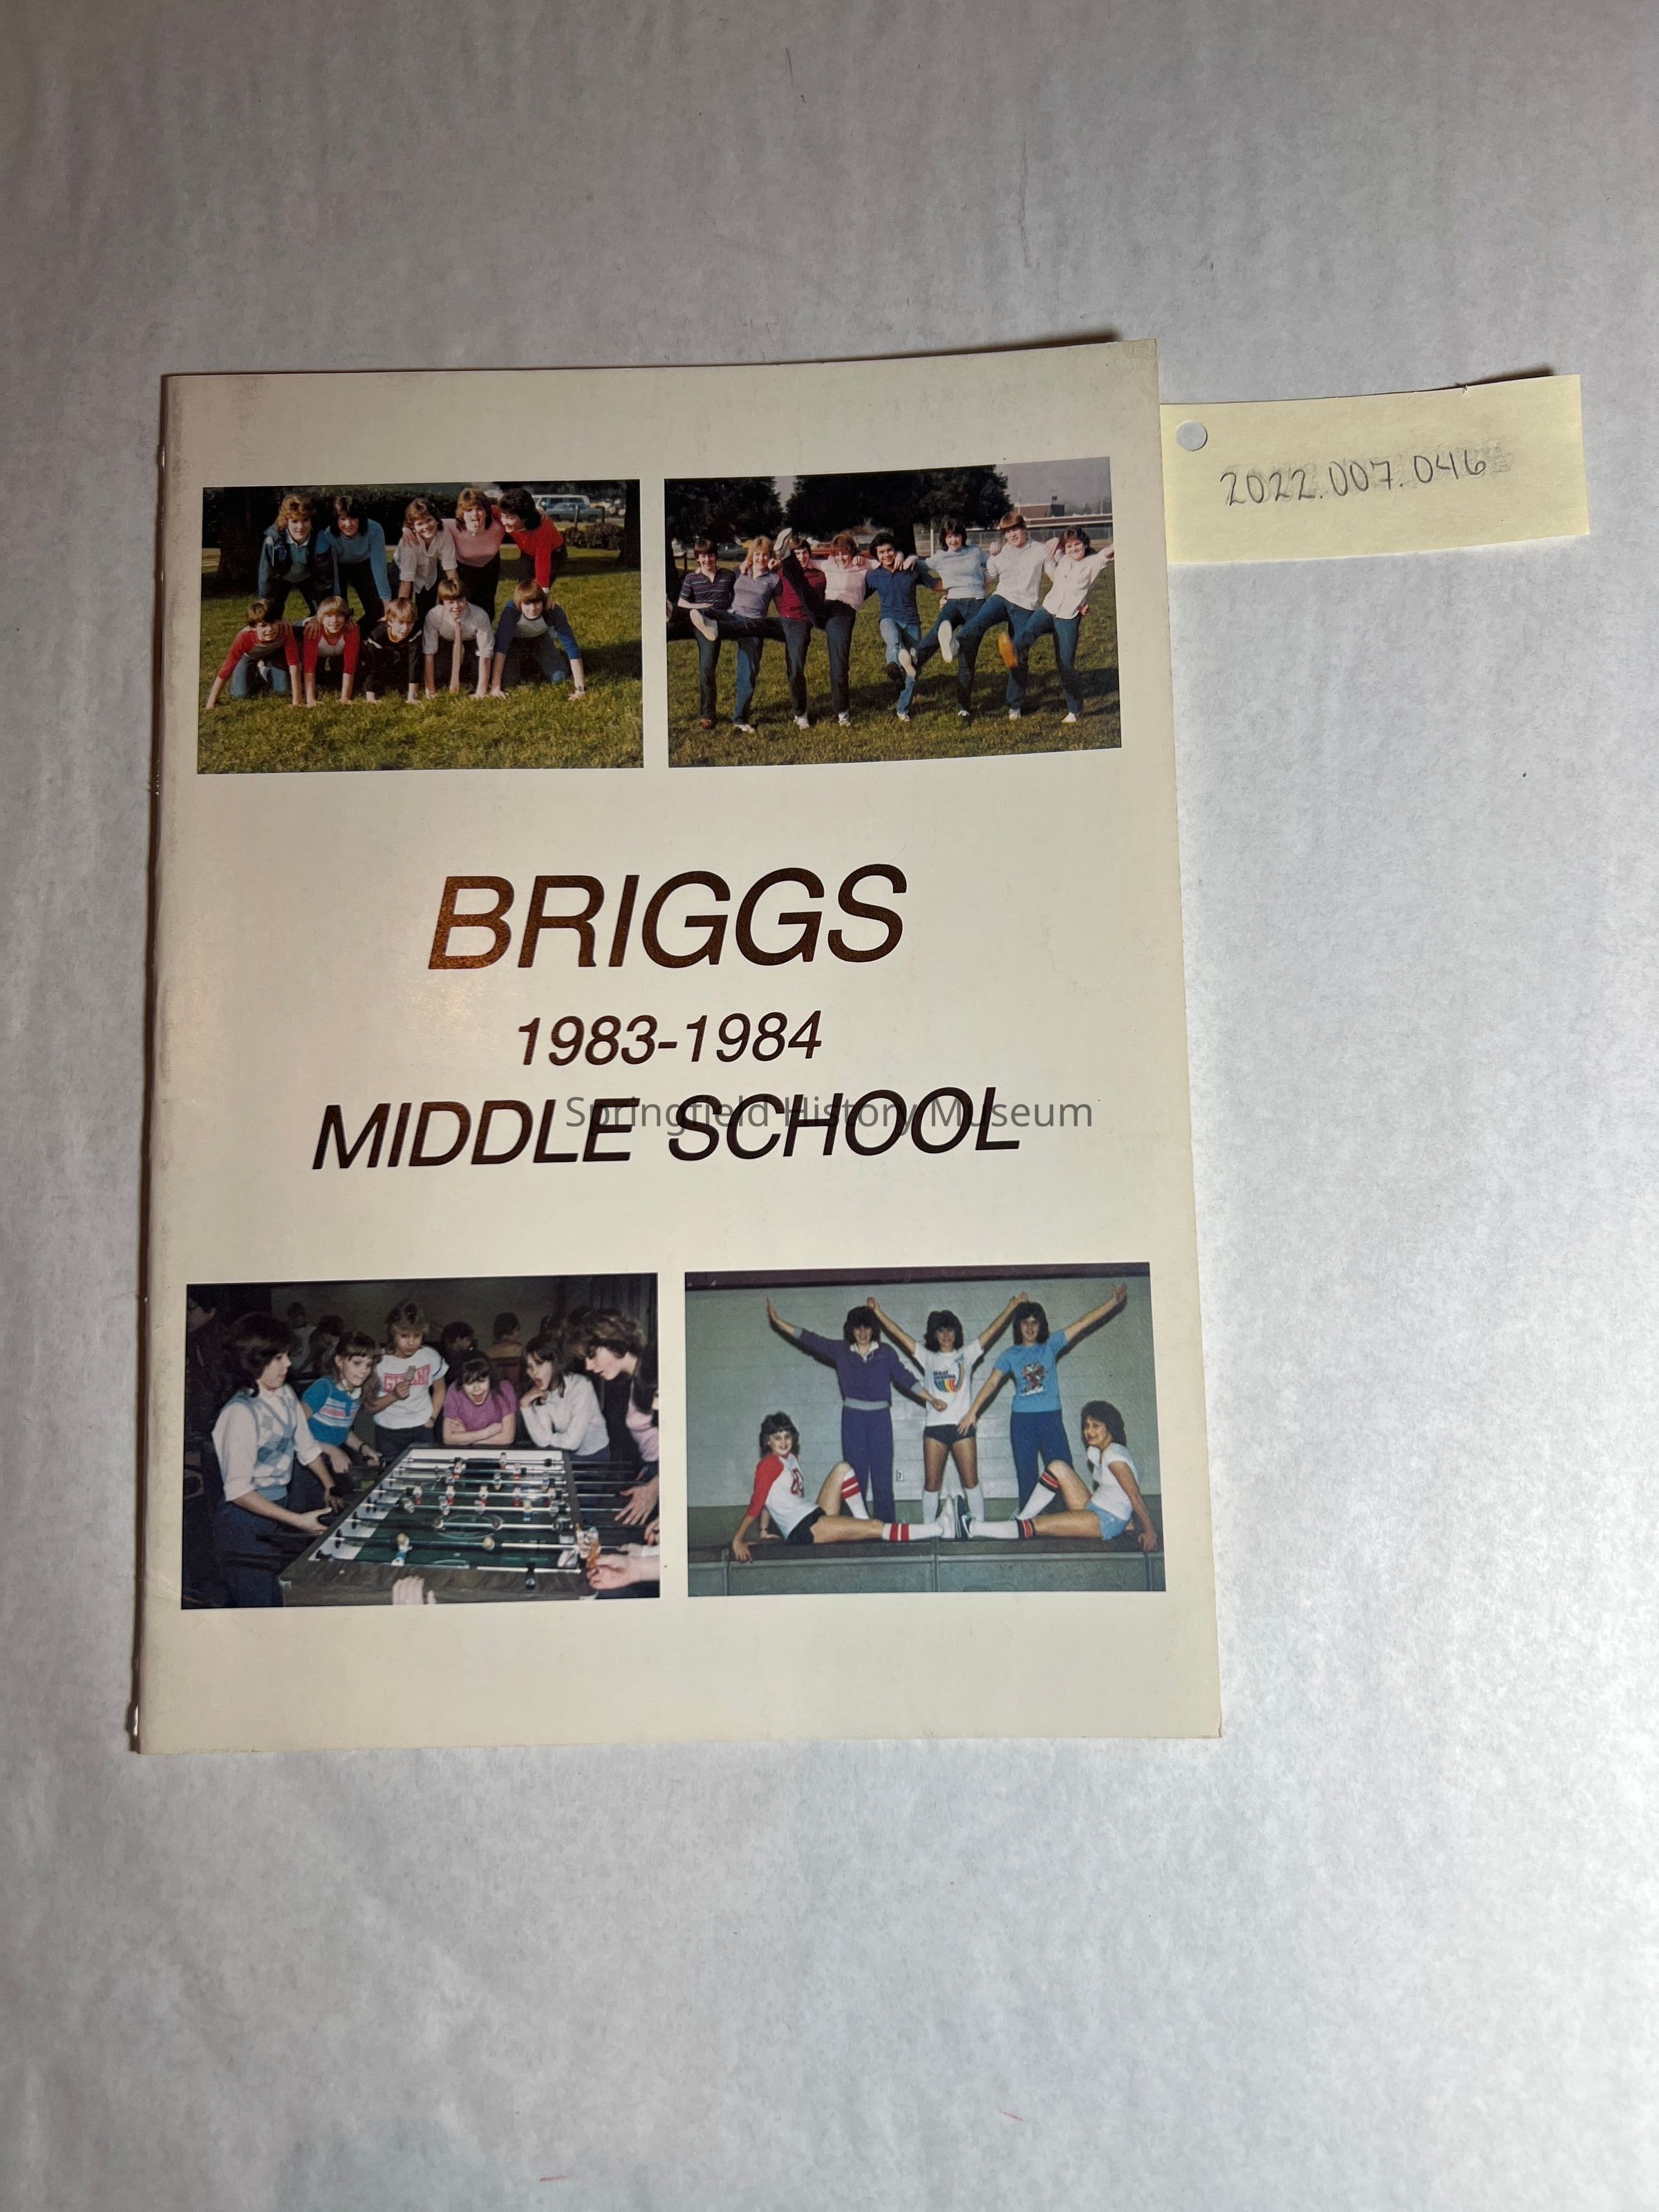 2022.007.046
BRIGGS
1983-1984
MIDDLE SCHOOL
Springfield History Museum